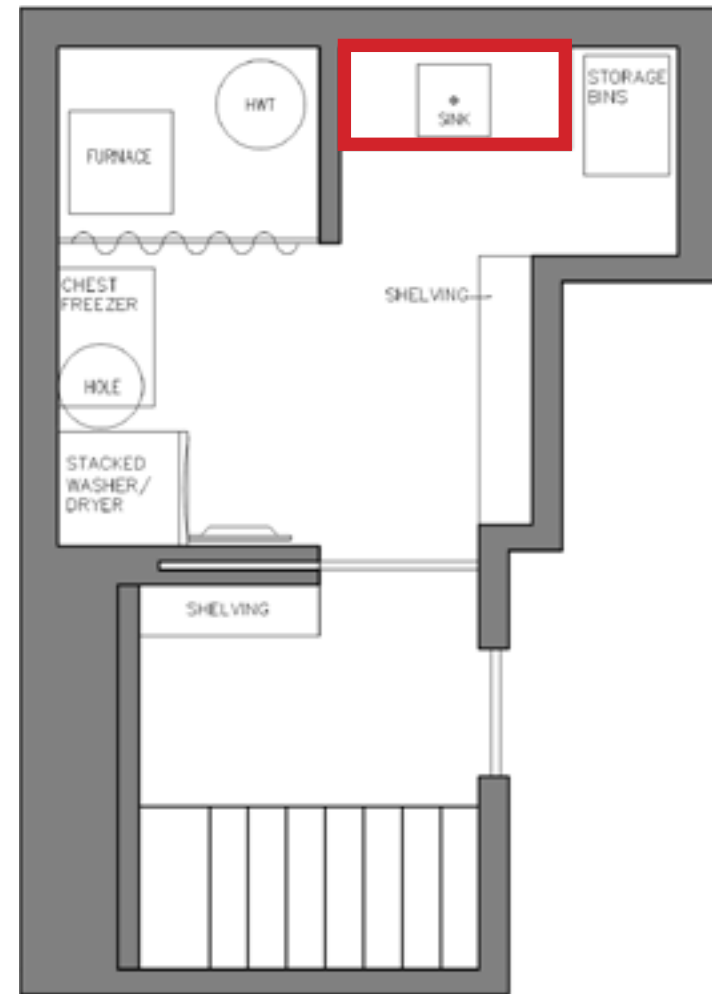 HWT
SINK
STORAGE
BINS
FURNACE
CHEST
FREEZER
SHELVING
HOLE
STACKED
WASHER/
DRYER
SHELVING